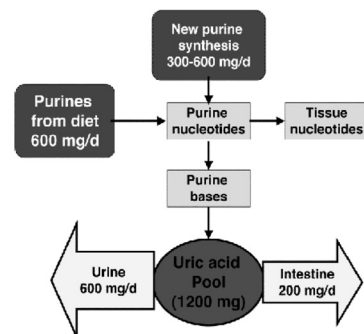 New purine
synthesis
300-600 mg/d
Purines
from diet
600 mg/d
Purine
nucleotides
Tissue
nucleotides
Purine
bases
Urine
600 mg/d
Uric acid
Pool
(1200 mg)
Intestine
200 mg/d